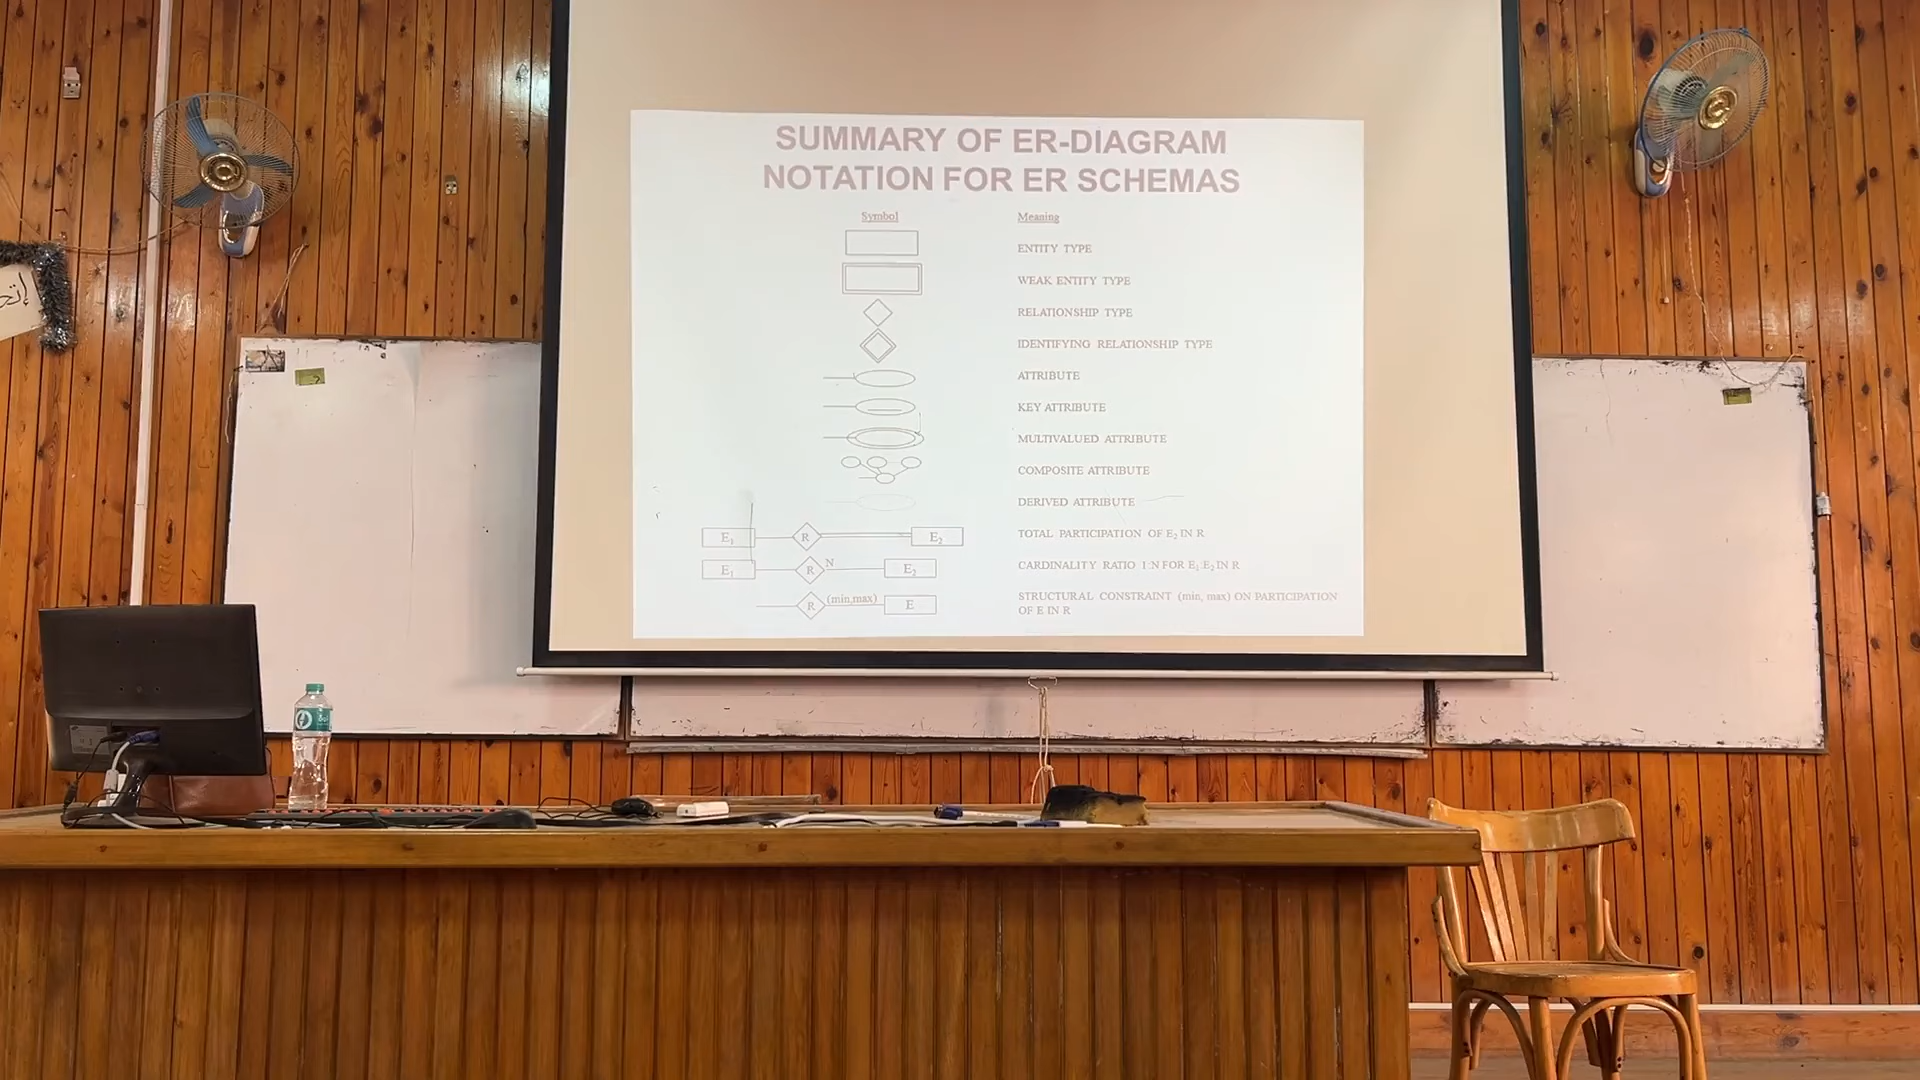 SUMMARY OF ER-DIAGRAM
NOTATION FOR ER SCHEMAS
Symbol Meaning
ENTITY TYPE
WEAK ENTITY TYPE
RELATIONSHIP TYPE
IDENTIFYING RELATIONSHIP TYPE
ATTRIBUTE
KEY ATTRIBUTE
MULTIVALUED ATTRIBUTE
COMPOSITE ATTRIBUTE
DERIVED ATTRIBUTE
E₁ R E₂ TOTAL PARTICIPATION OF E₂ IN R
E₁ R N E₂ CARDINALITY RATIO 1:N FOR E₁:E₂ IN R
R (min,max) E STRUCTURAL CONSTRAINT (min, max) ON PARTICIPATION
OF E IN R